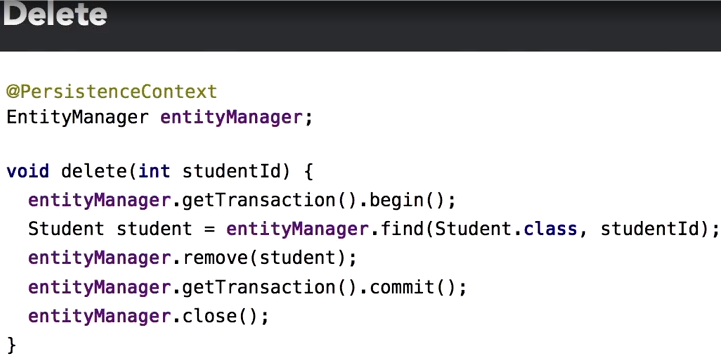 Delete
@PersistenceContext
EntityManager entityManager;
void delete(int studentId) {
entityManager.getTransaction().begin();
Student student = entityManager.find(Student.class, studentId);
entityManager.remove(student);
entityManager.getTransaction().commit();
entityManager.close();
}